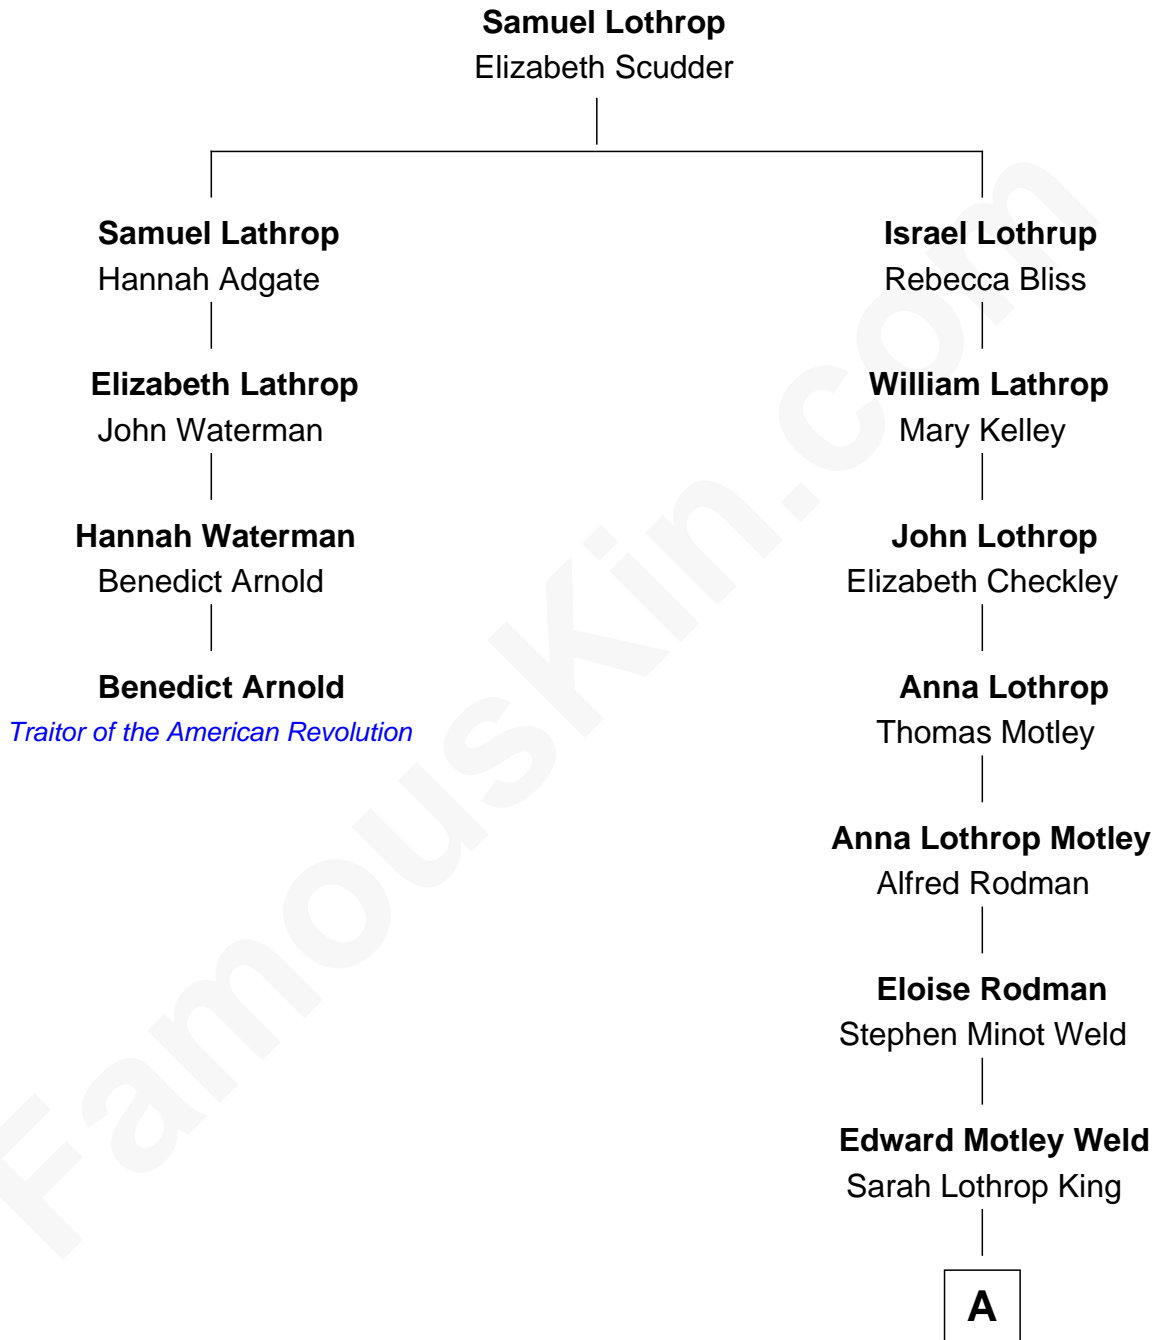 Samuel Lothrop
Elizabeth Scudder
Samuel Lathrop
Hannah Adgate
Elizabeth Lathrop
John Waterman
Hannah Waterman
Benedict Arnold
Benedict Arnold
Traitor of the American Revolution
Israel Lothrup
Rebecca Bliss
William Lathrop
Mary Kelley
John Lothrop
Elizabeth Checkley
Anna Lothrop
Thomas Motley
Anna Lothrop Motley
Alfred Rodman
Eloise Rodman
Stephen Minot Weld
Edward Motley Weld
Sarah Lothrop King
A
FamousKin.com